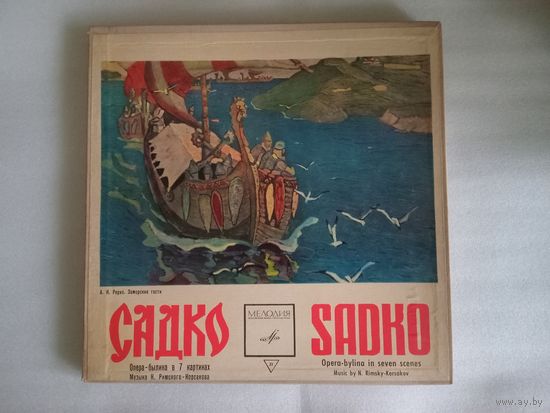 А. И. Рерих. Заморские гости
САДКО
Опера-былина в 7 картинах
Музыка Н. Римского-Корсакова
МЕЛОДИЯ
SADKO
Opera-bylina in seven scenes
Music by N. Rimsky-Korsakov
www.ay.by